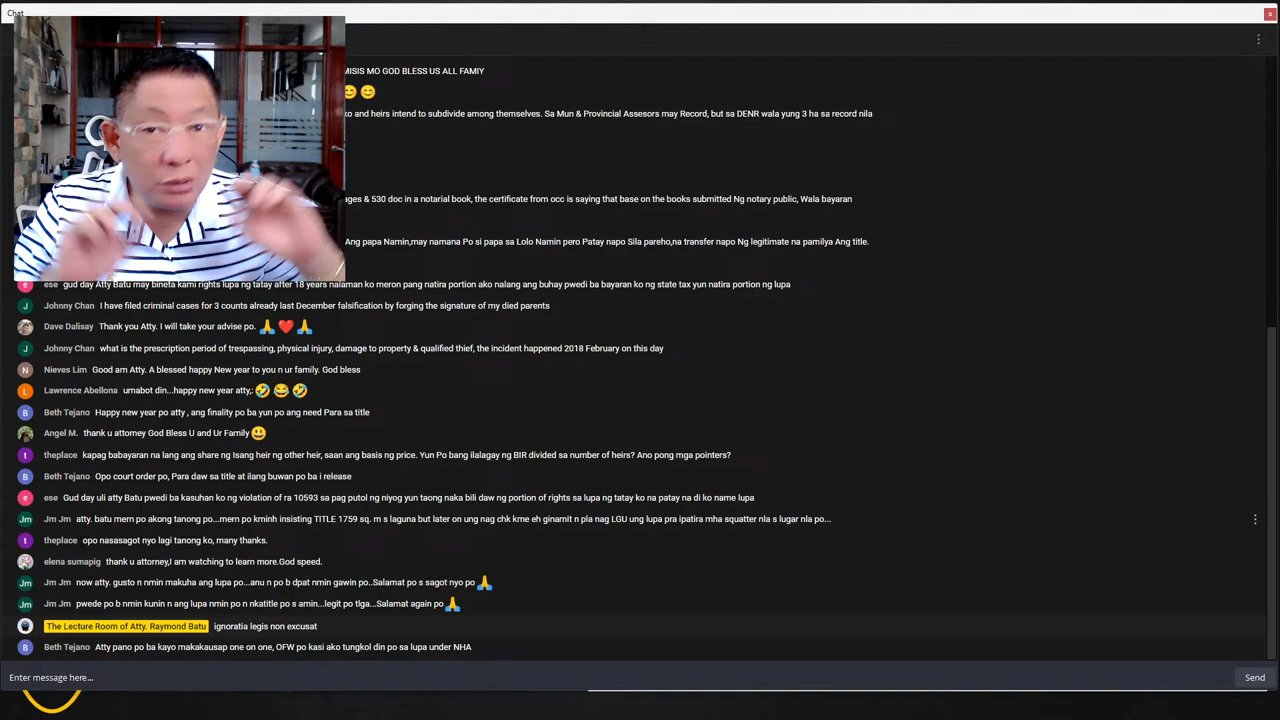 Chat
MISIS MO GOD BLESS US ALL FAMIY
ko and heirs intend to subdivide among themselves. Sa Mun & Provincial Assesors may Record, but sa DENR wala yung 3 ha sa record nila
ages & 530 doc in a notarial book, the certificate from occ is saying that base on the books submitted Ng notary public, Wala bayaran
Ang papa Namin,may namana Po si papa sa Lolo Namin pero Patay napo Sila pareho,na transfer napo Ng legitimate na pamilya Ang title.
e ese gud day Atty Batu may bineta kami rights lupa ng tatay after 18 years nalaman ko meron pang natira portion ako nalang ang buhay pwedi ba bayaran ko ng state tax yun natiro portion ng lupa
J Johnny Chan I have filed criminal cases for 3 counts already last December falsification by forging the signature of my died parents
Dave Dalisay Thank you Atty. I will take your advise po. 🙏 ❤️ 🙏
J Johnny Chan what is the prescription period of trespassing, physical injury, damage to property & qualified thief, the incident happened 2018 February on this day
N Nieves Lim Good am Atty. A blessed happy New year to you n ur family. God bless
L Lawrence Abellona umabot din...happy new year atty,: 🤣 😂 🤣
B Beth Tejano Happy new year po atty , ang finality po ba yun po ang need Para sa title
Angel M. thank u attorney God Bless U and Ur Family 😃
t theplace kapag babayaran na lang ang share ng Isang heir ng other heir, saan ang basis ng price. Yun Po bang ilalagay ng BIR divided sa number of heirs? Ano pong mga pointers?
B Beth Tejano Opo court order po, Para daw sa title at ilang buwan po ba i release
e ese Gud day uli atty Batu pwedi ba kasuhan ko ng violation of ra 10593 sa pag putol ng niyog yun taong naka bili daw ng portion of rights sa lupa ng tatay ko na patay na di ko name lupa
Jm Jm Jm atty. batu mern po akong tanong po...mern po kminh insisting TITLE 1759 sq. m s laguna but later on ung nag chk kme eh ginamit n pla nag LGU ung lupa pra ipatira mha squatter nla s lugar nla po...
t theplace opo nasasagot nyo lagi tanong ko, many thanks.
elena sumapig thank u attorney,I am watching to learn more.God speed.
Jm Jm Jm now atty. gusto n nmin makuha ang lupa po...anu n po b dpat nmin gawin po..Salamat po s sagot nyo po 🙏
Jm Jm Jm pwede po b nmin kunin n ang lupa nmin po n nkatitle po s amin...legit po tlga...Salamat again po 🙏
The Lecture Room of Atty. Raymond Batu ignoratia legis non excusat
B Beth Tejano Atty pano po ba kayo makakausap one on one, OFW po kasi ako tungkol din po sa lupa under NHA
Enter message here...
Send